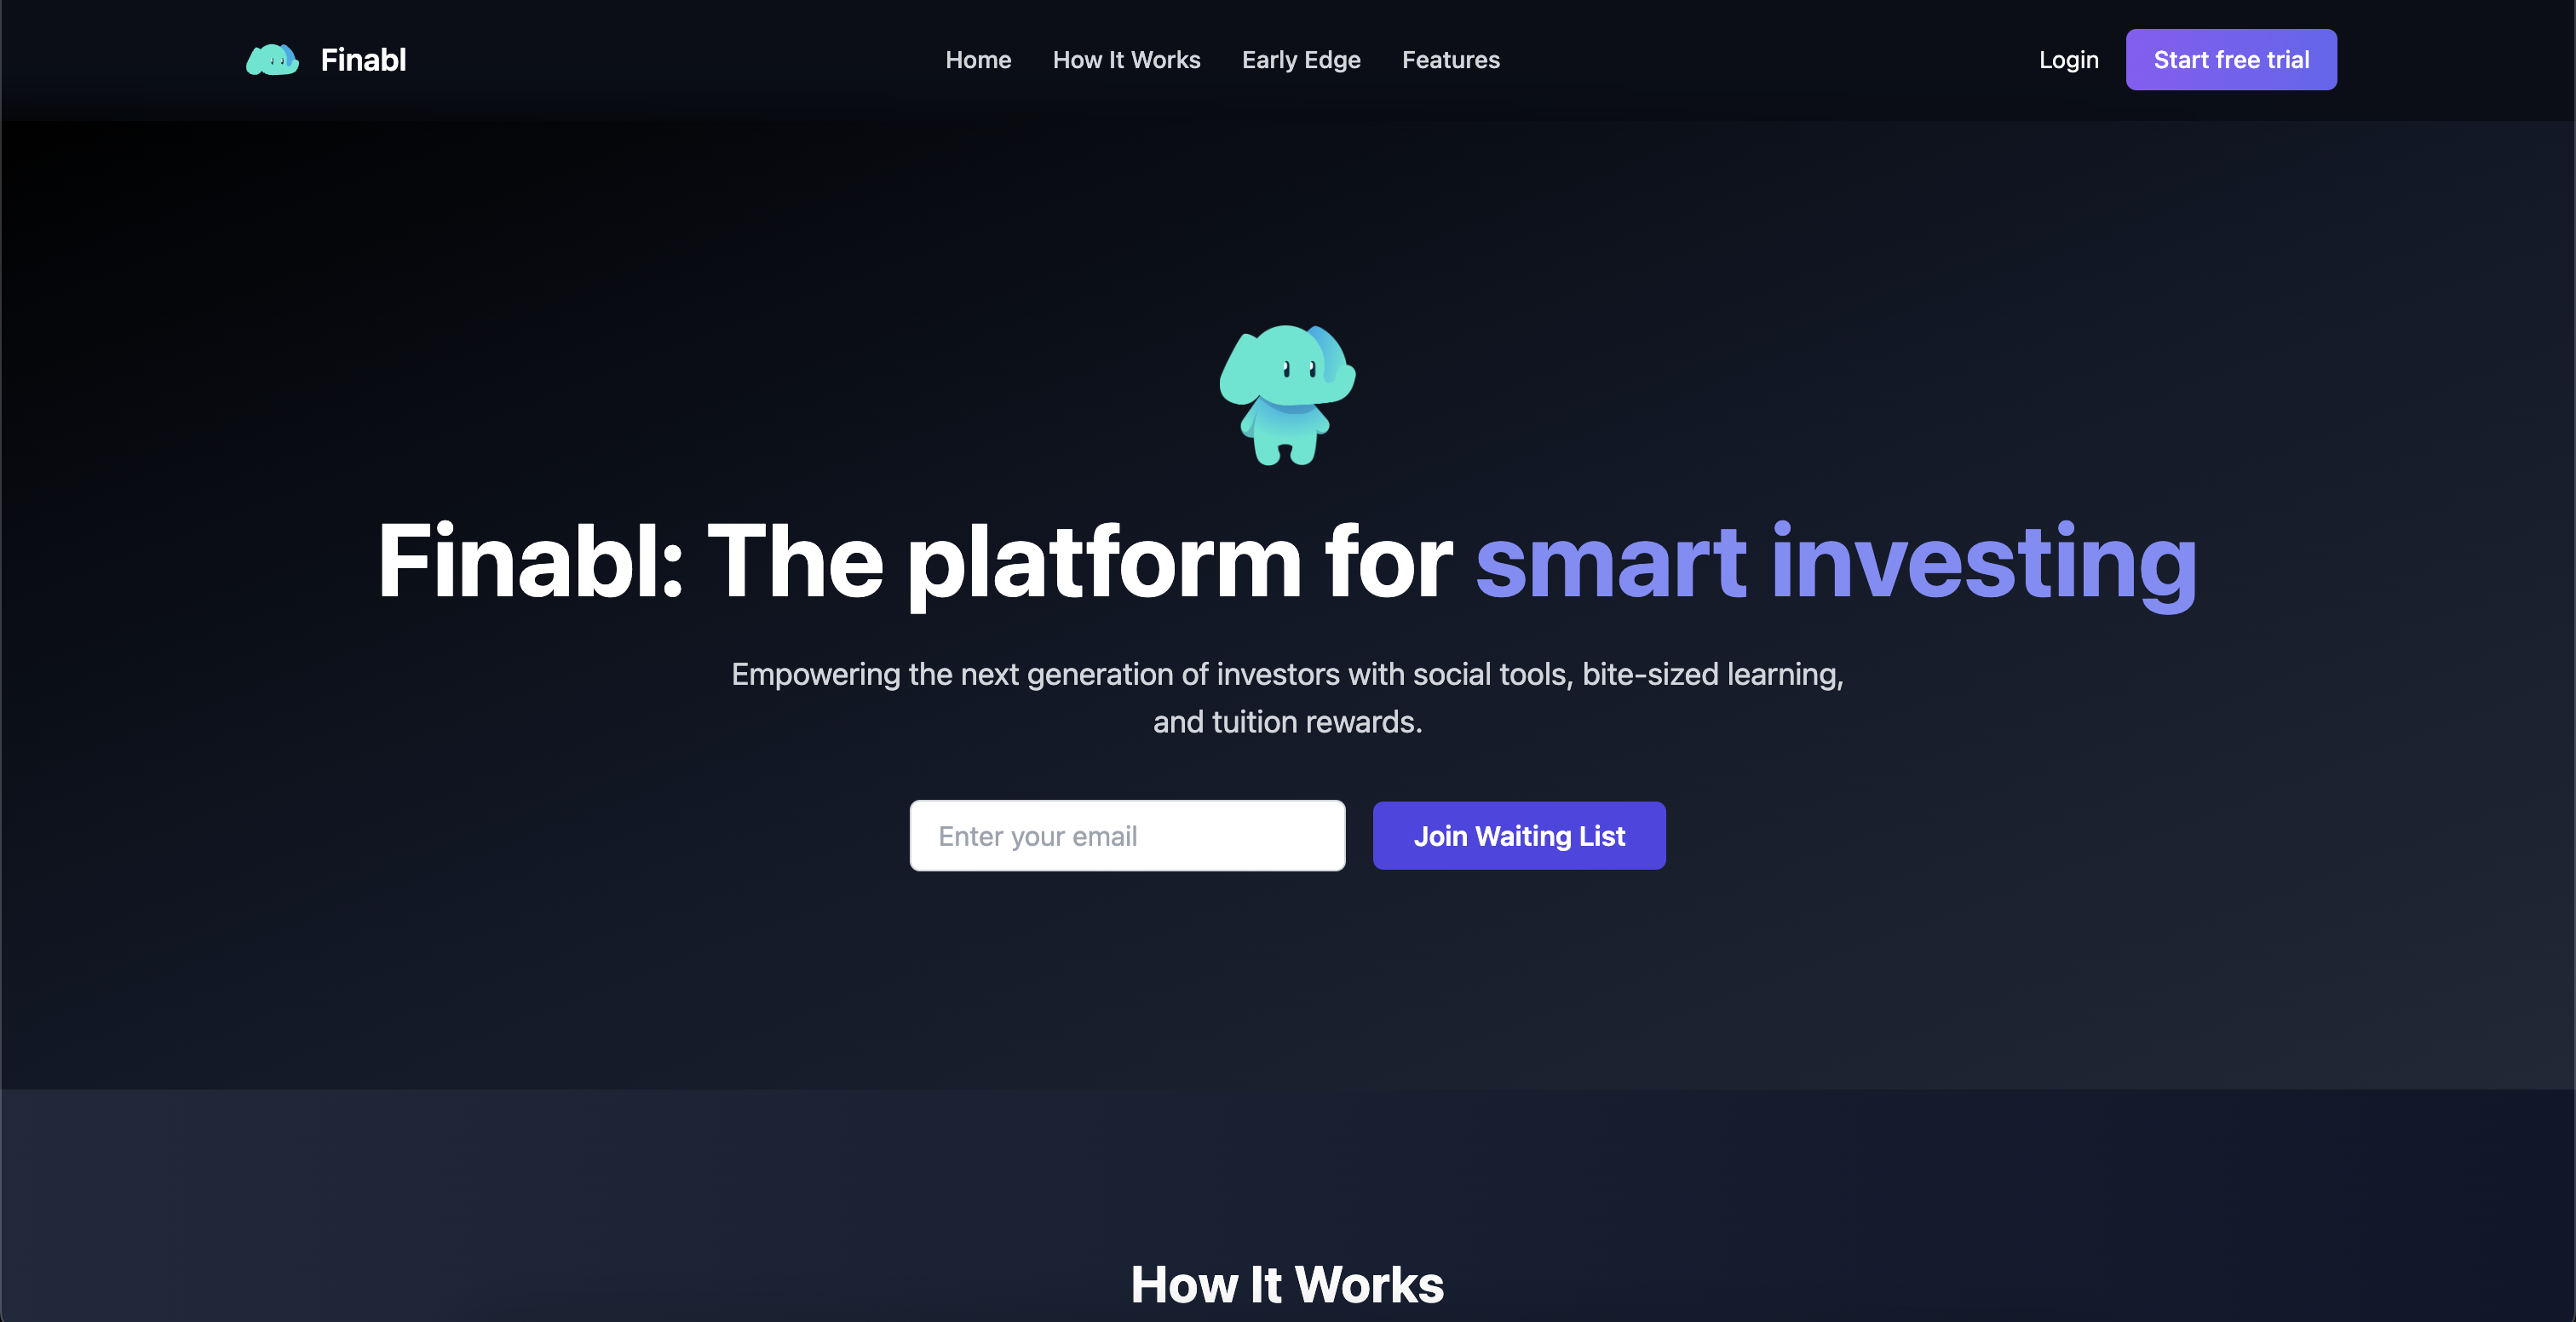 Finabl
Home
How It Works
Early Edge
Features
Login
Start free trial
Finabl: The platform for smart investing
Empowering the next generation of investors with social tools, bite-sized learning,
and tuition rewards.
Enter your email
Join Waiting List
How It Works